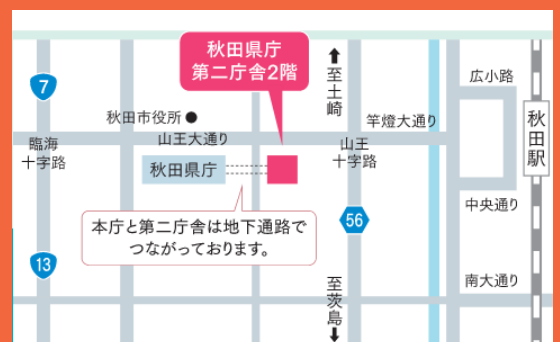 秋田県庁
第二庁舎2階
7
至土崎
広小路
秋田市役所
竿燈大通り
山王大通り
臨海
十字路
山王
十字路
秋田駅
秋田県庁
中央通り
本庁と第二庁舎は地下通路で
つながっております。
56
13
南大通り
至茨島